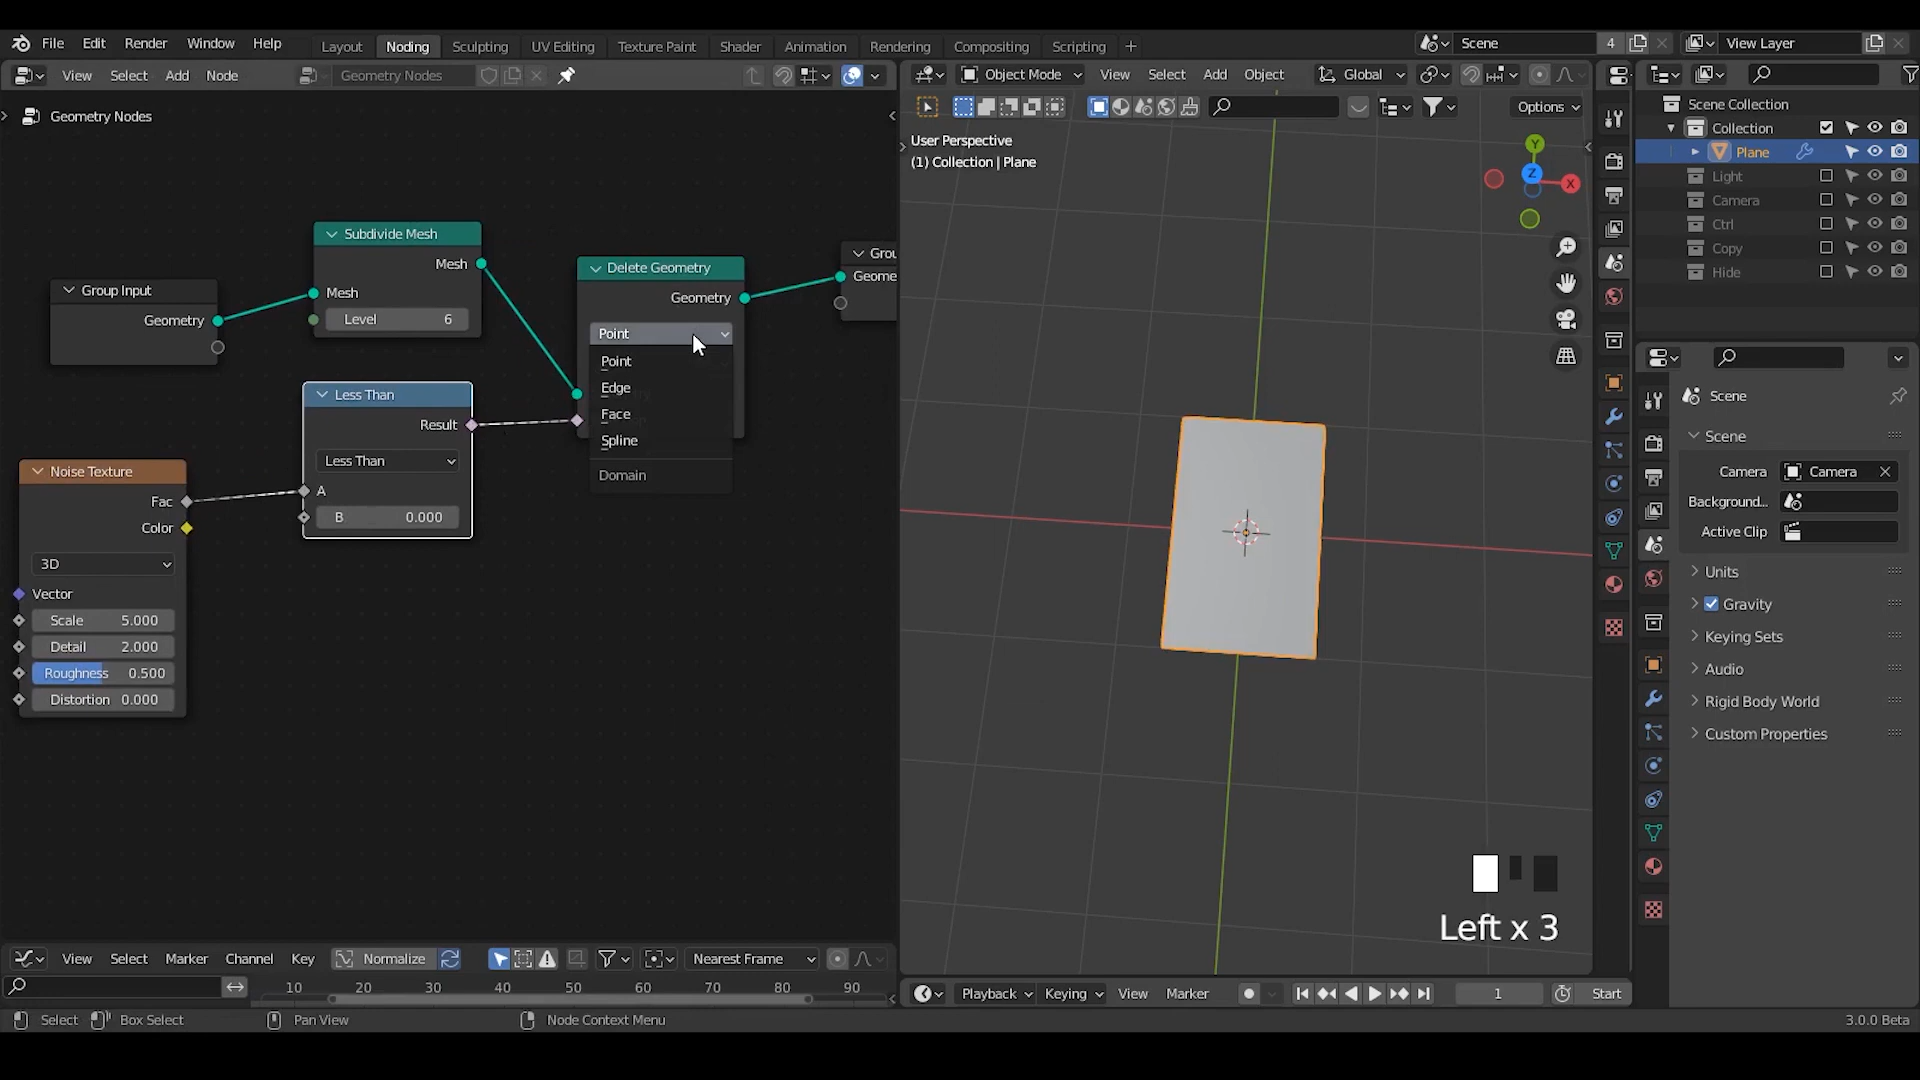 File Edit Render Window Help Layout Noding Sculpting UV Editing Texture Paint Shader Animation Rendering Compositing Scripting + Scene 4 View Layer
View Select Add Node Geometry Nodes Object Mode View Select Add Object Global
Options
Geometry Nodes
User Perspective
(1) Collection | Plane
Y
Z
X
Scene Collection
Collection
Plane
Light
Camera
Ctrl
Copy
Hide
Group Input
Geometry
Subdivide Mesh
Mesh
Mesh
Level 6
Delete Geometry
Geometry
Point
Point
Edge
Face
Spline
Domain
Grou
Geome
Less Than
Result
Less Than
A
B 0.000
Noise Texture
Fac
Color
3D
Vector
Scale 5.000
Detail 2.000
Roughness 0.500
Distortion 0.000
Scene
Scene
Camera Camera
Background...
Active Clip
Units
Gravity
Keying Sets
Audio
Rigid Body World
Custom Properties
Left x 3
View Select Marker Channel Key Normalize Nearest Frame
10 20 30 40 50 60 70 80 90
Playback Keying View Marker 1 Start
Select Box Select Pan View Node Context Menu 3.0.0 Beta